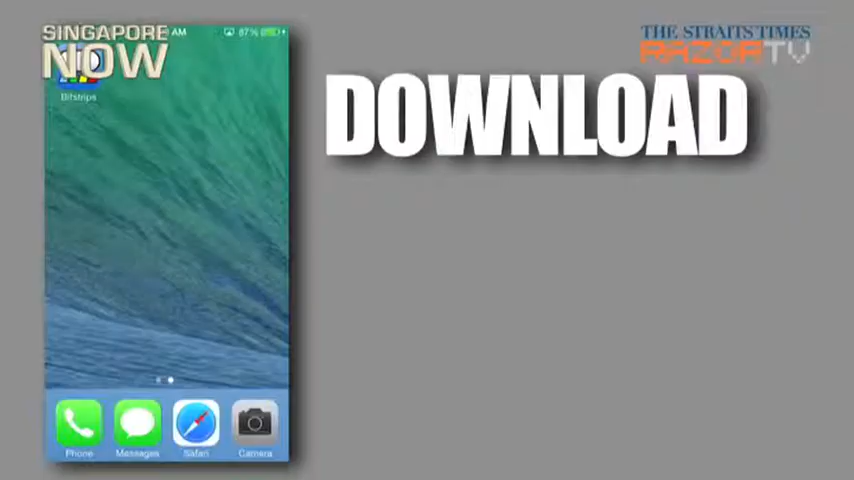 SINGAPORE
NOW
AM
87%
THE STRAITS TIMES
RAZORTV
Bitstrips
DOWNLOAD
Phone
Messages
Safari
Camera